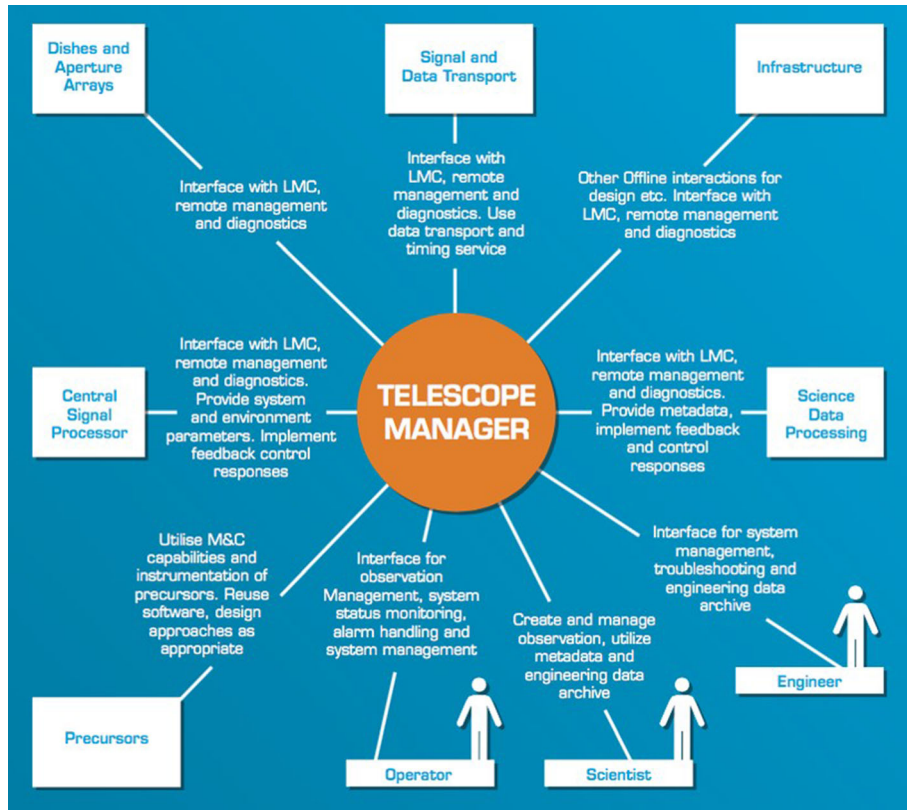 Dishes and
Aperture
Arrays
Signal and
Data Transport
Infrastructure
Interface with LMC,
remote management
and diagnostics
Interface with
LMC, remote
management and
diagnostics. Use
data transport and
timing service
Other Offline interactions for
design etc. Interface with
LMC, remote management
and diagnostics
Central
Signal
Processor
Interface with LMC,
remote management
and diagnostics.
Provide system
and environment
parameters. Implement
feedback control
responses
TELESCOPE
MANAGER
Interface with LMC,
remote management
and diagnostics.
Provide metadata,
implement feedback
and control
responses
Science
Data
Processing
Utilise M&C
capabilities and
instrumentation of
precursors. Reuse
software, design
approaches as
appropriate
Interface for
observation
Management, system
status monitoring,
alarm handling and
system management
Create and manage
observation, utilize
metadata and
engineering data
archive
Interface for system
management,
troubleshooting and
engineering data
archive
Precursors
Operator
Scientist
Engineer